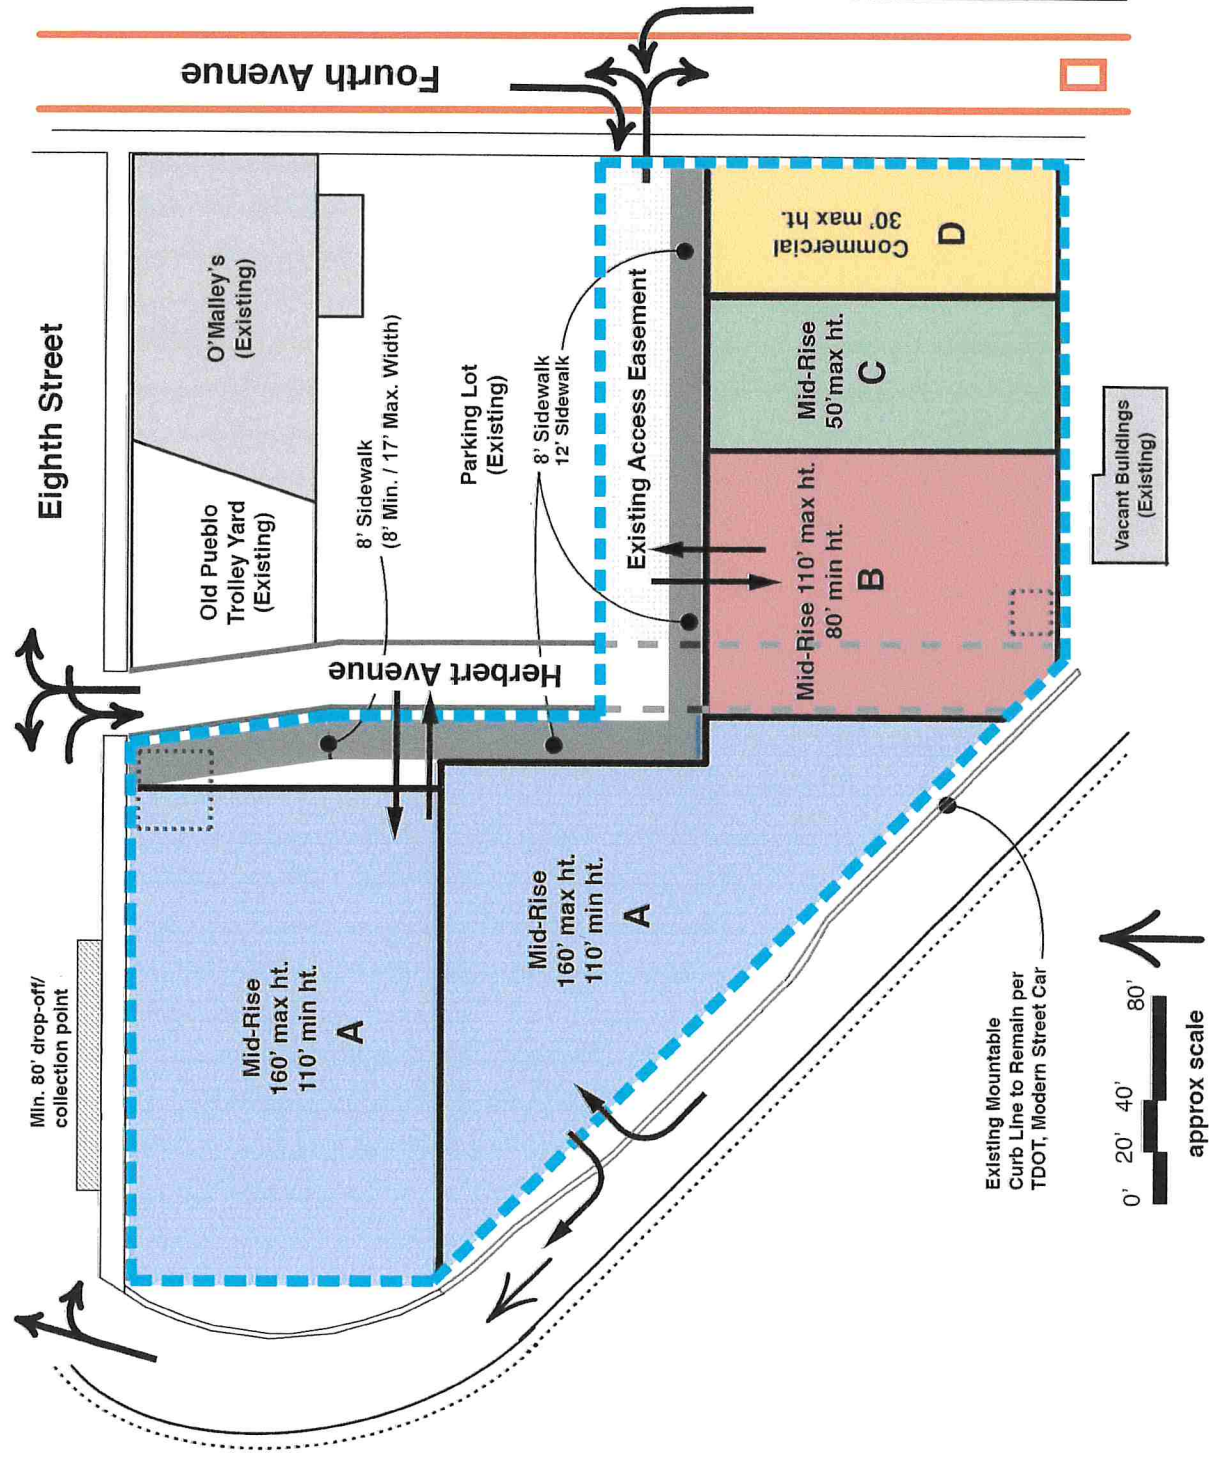 Eighth Street
Fourth Avenue
O'Malley's
(Existing)
Old Pueblo
Trolley Yard
(Existing)
8' Sidewalk
(8' Min. / 17' Max. Width)
Parking Lot
(Existing)
8' Sidewalk
12' Sidewalk
Existing Access Easement
Herbert Avenue
Min. 80' drop-off/
collection point
Mid-Rise
160' max ht.
110' min ht.
A
Mid-Rise
160' max ht.
110' min ht.
A
Mid-Rise 110' max ht.
80' min ht.
B
Mid-Rise
50'max ht.
C
Commercial
30' max ht.
D
Vacant Buildings
(Existing)
Existing Mountable
Curb Line to Remain per
TDOT, Modern Street Car
0' 20' 40' 80'
approx scale